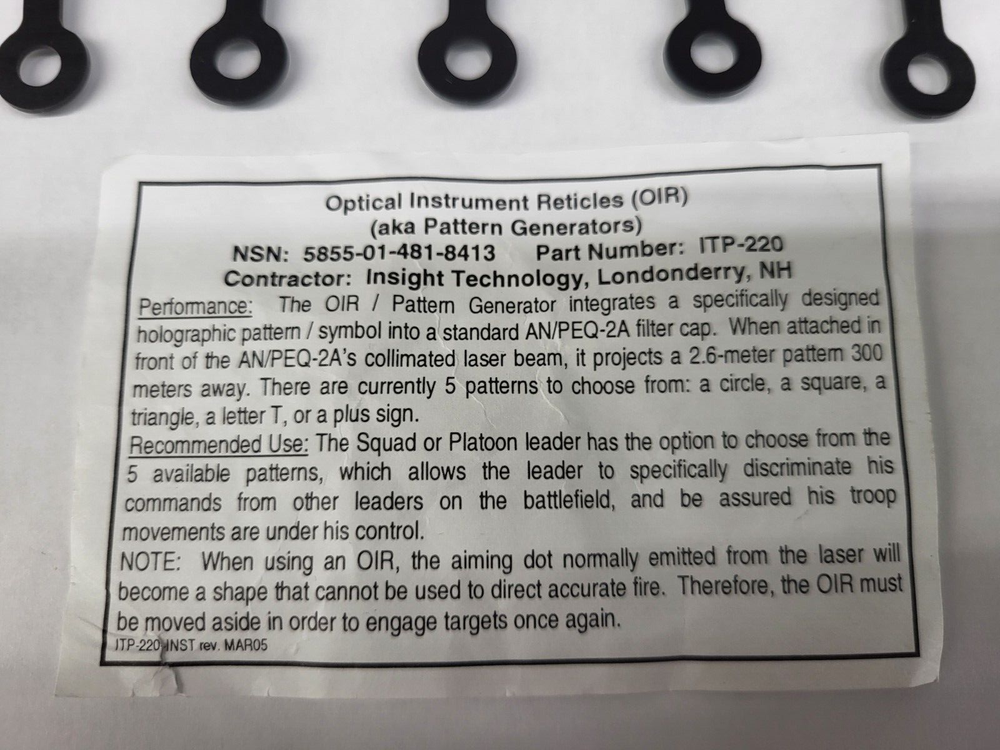 Optical Instrument Reticles (OIR)
(aka Pattern Generators)
NSN: 5855-01-481-8413 Part Number: ITP-220
Contractor: Insight Technology, Londonderry, NH
Performance: The OIR / Pattern Generator integrates a specifically designed
holographic pattern / symbol into a standard AN/PEQ-2A filter cap. When attached in
front of the AN/PEQ-2A's collimated laser beam, it projects a 2.6-meter pattern 300
meters away. There are currently 5 patterns to choose from: a circle, a square, a
triangle, a letter T, or a plus sign.
Recommended Use: The Squad or Platoon leader has the option to choose from the
5 available patterns, which allows the leader to specifically discriminate his
commands from other leaders on the battlefield, and be assured his troop
movements are under his control.
NOTE: When using an OIR, the aiming dot normally emitted from the laser will
become a shape that cannot be used to direct accurate fire. Therefore, the OIR must
be moved aside in order to engage targets once again.
ITP-220-INST rev. MAR05